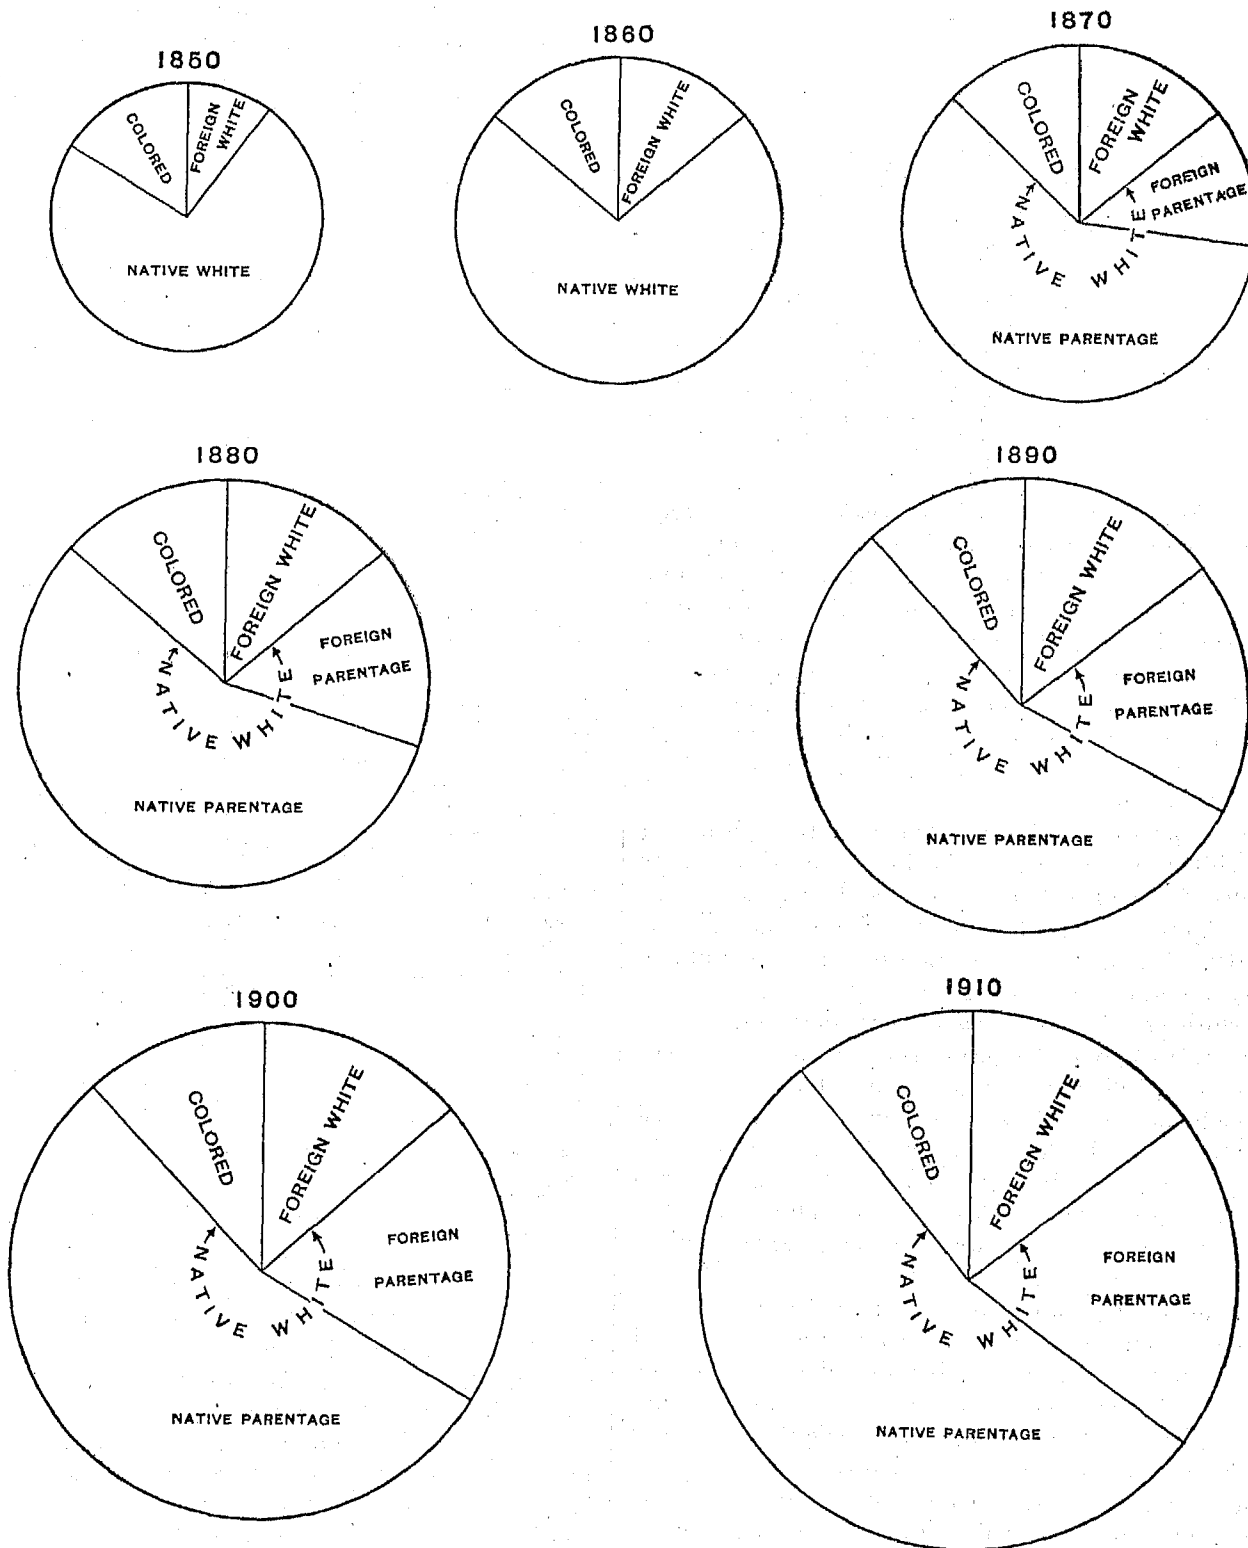 1850
COLORED
FOREIGN
WHITE
NATIVE WHITE
1860
COLORED
FOREIGN WHITE
NATIVE WHITE
1870
COLORED
FOREIGN
WHITE
FOREIGN
PARENTAGE
NATIVE WHITE
NATIVE PARENTAGE
1880
COLORED
FOREIGN WHITE
FOREIGN
PARENTAGE
NATIVE WHITE
NATIVE PARENTAGE
1890
COLORED
FOREIGN WHITE
FOREIGN
PARENTAGE
NATIVE WHITE
NATIVE PARENTAGE
1900
COLORED
FOREIGN WHITE
FOREIGN
PARENTAGE
NATIVE WHITE
NATIVE PARENTAGE
1910
COLORED
FOREIGN WHITE
FOREIGN
PARENTAGE
NATIVE WHITE
NATIVE PARENTAGE